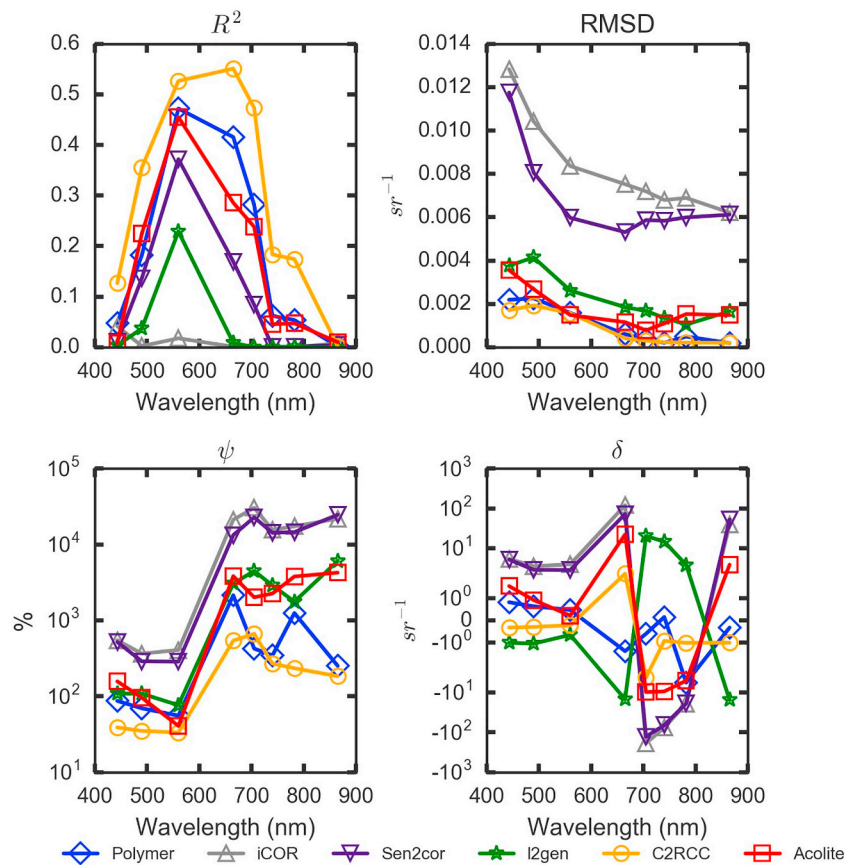 R²
RMSD
0.6
0.5
0.4
0.3
0.2
0.1
0.0
400 500 600 700 800 900
Wavelength (nm)
0.014
0.012
0.010
0.008
0.006
0.004
0.002
0.000
sr⁻¹
400 500 600 700 800 900
Wavelength (nm)
ψ
δ
10⁵
10⁴
10³
10²
10¹
%
400 500 600 700 800 900
Wavelength (nm)
10³
10²
10¹
10⁰
0
-10⁰
-10¹
-10²
-10³
sr⁻¹
400 500 600 700 800 900
Wavelength (nm)
Polymer iCOR Sen2cor l2gen C2RCC Acolite